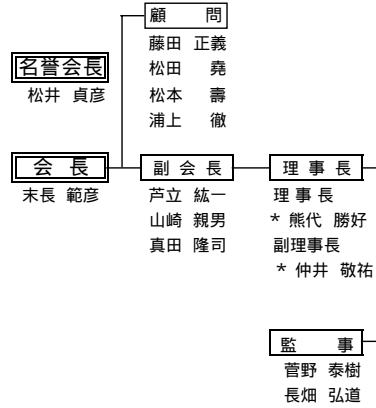 顧　問
藤田 正義
松田　堯
松本　壽
浦上　徹
名誉会長
松井 貞彦
会 長
末長 範彦
副 会 長
芦立 紘一
山崎 親男
真田 隆司
理 事 長
理 事 長
* 熊代 勝好
副理事長
* 仲井 敬祐
監　事
菅野 泰樹
長畑 弘道